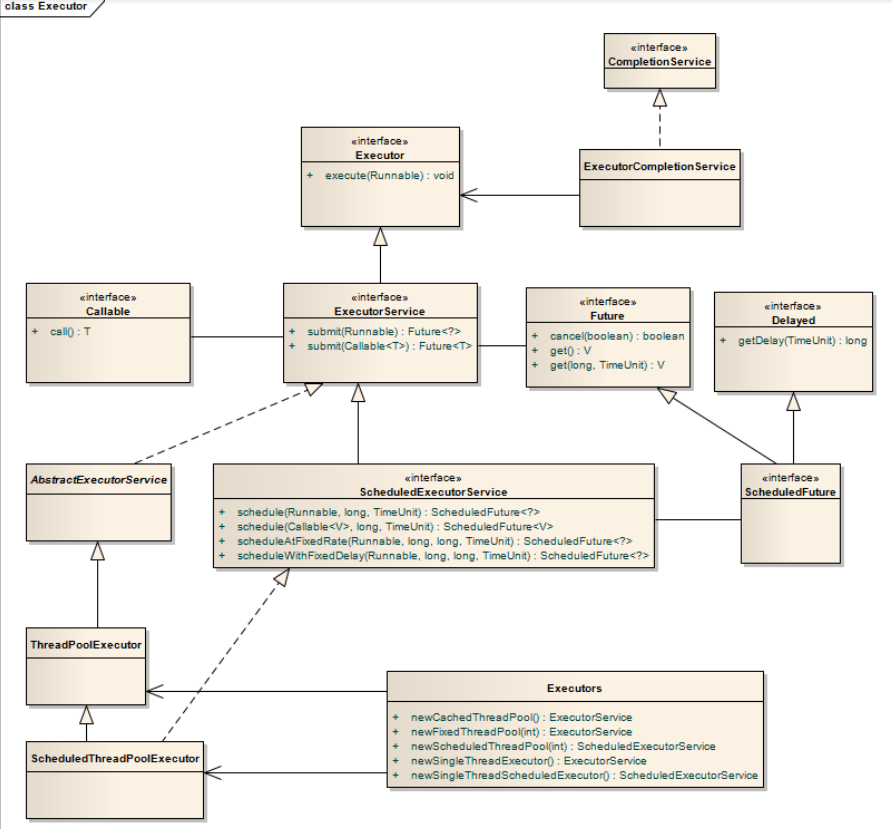 class Executor
«interface»
CompletionService
«interface»
Executor
+ execute(Runnable) : void
ExecutorCompletionService
«interface»
Callable
+ call() : T
«interface»
ExecutorService
+ submit(Runnable) : Future<?>
+ submit(Callable<T>) : Future<T>
«interface»
Future
+ cancel(boolean) : boolean
+ get() : V
+ get(long, TimeUnit) : V
«interface»
Delayed
+ getDelay(TimeUnit) : long
AbstractExecutorService
«interface»
ScheduledExecutorService
+ schedule(Runnable, long, TimeUnit) : ScheduledFuture<?>
+ schedule(Callable<V>, long, TimeUnit) : ScheduledFuture<V>
+ scheduleAtFixedRate(Runnable, long, long, TimeUnit) : ScheduledFuture<?>
+ scheduleWithFixedDelay(Runnable, long, long, TimeUnit) : ScheduledFuture<?>
«interface»
ScheduledFuture
ThreadPoolExecutor
Executors
+ newCachedThreadPool() : ExecutorService
+ newFixedThreadPool(int) : ExecutorService
+ newScheduledThreadPool(int) : ScheduledExecutorService
+ newSingleThreadExecutor() : ExecutorService
+ newSingleThreadScheduledExecutor() : ScheduledExecutorService
ScheduledThreadPoolExecutor